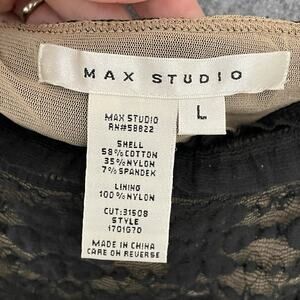 MAX STUDIO
L
MAX STUDIO
RN#58822
SHELL
58%COTTON
35%NYLON
7%SPANDEX
LINING
100%NYLON
CUT:31508
STYLE
1701G70
MADE IN CHINA
CARE ON REVERSE